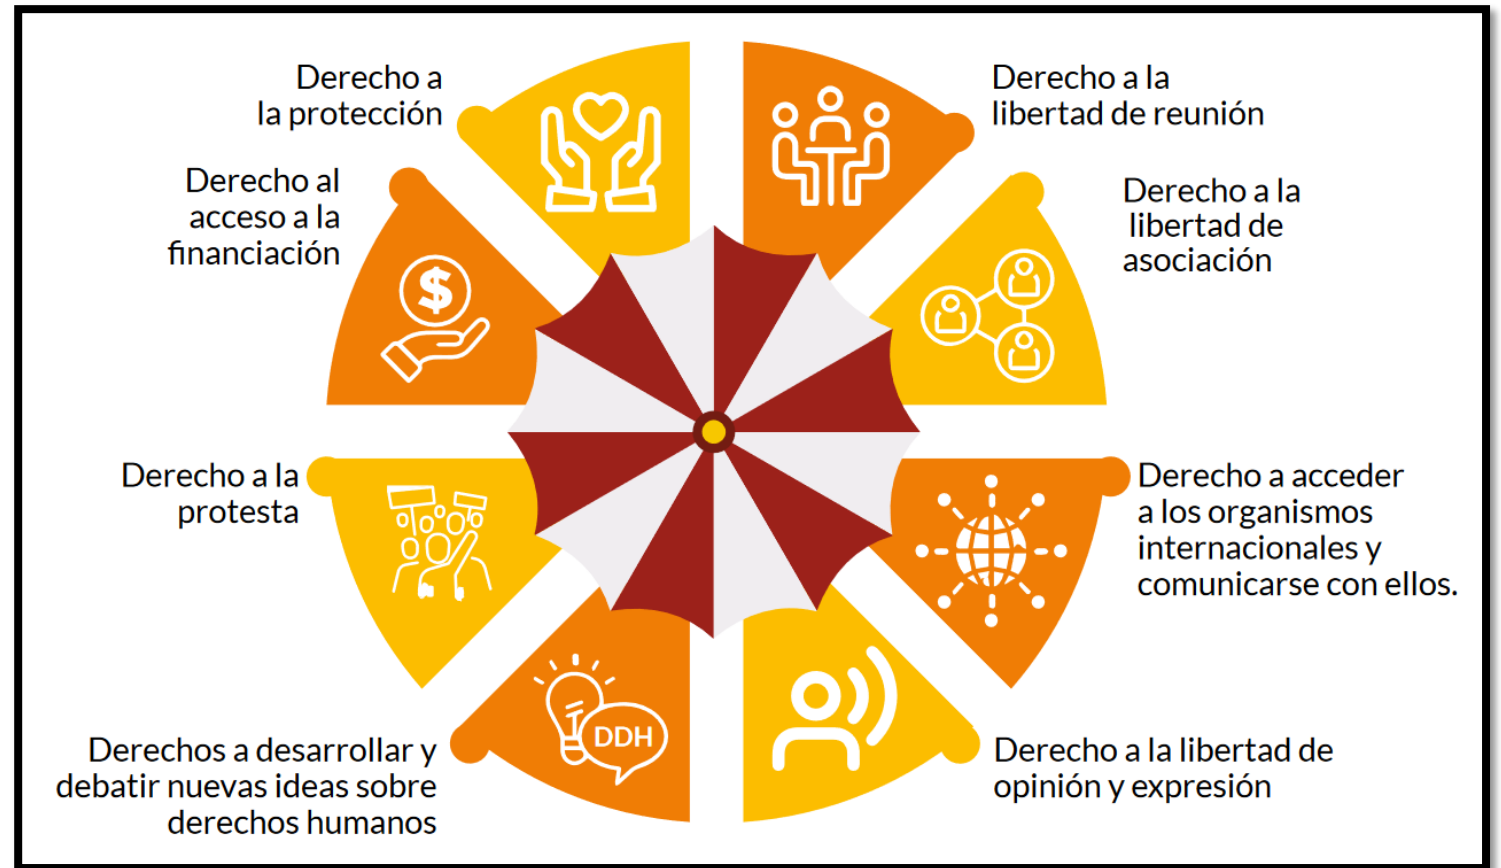 Derecho a
la protección
Derecho a la
libertad de reunión
Derecho al
acceso a la
financiación
$
Derecho a la
libertad de
asociación
Derecho a la
protesta
Derecho a acceder
a los organismos
internacionales y
comunicarse con ellos.
DDH
Derechos a desarrollar y
debatir nuevas ideas sobre
derechos humanos
Derecho a la libertad de
opinión y expresión